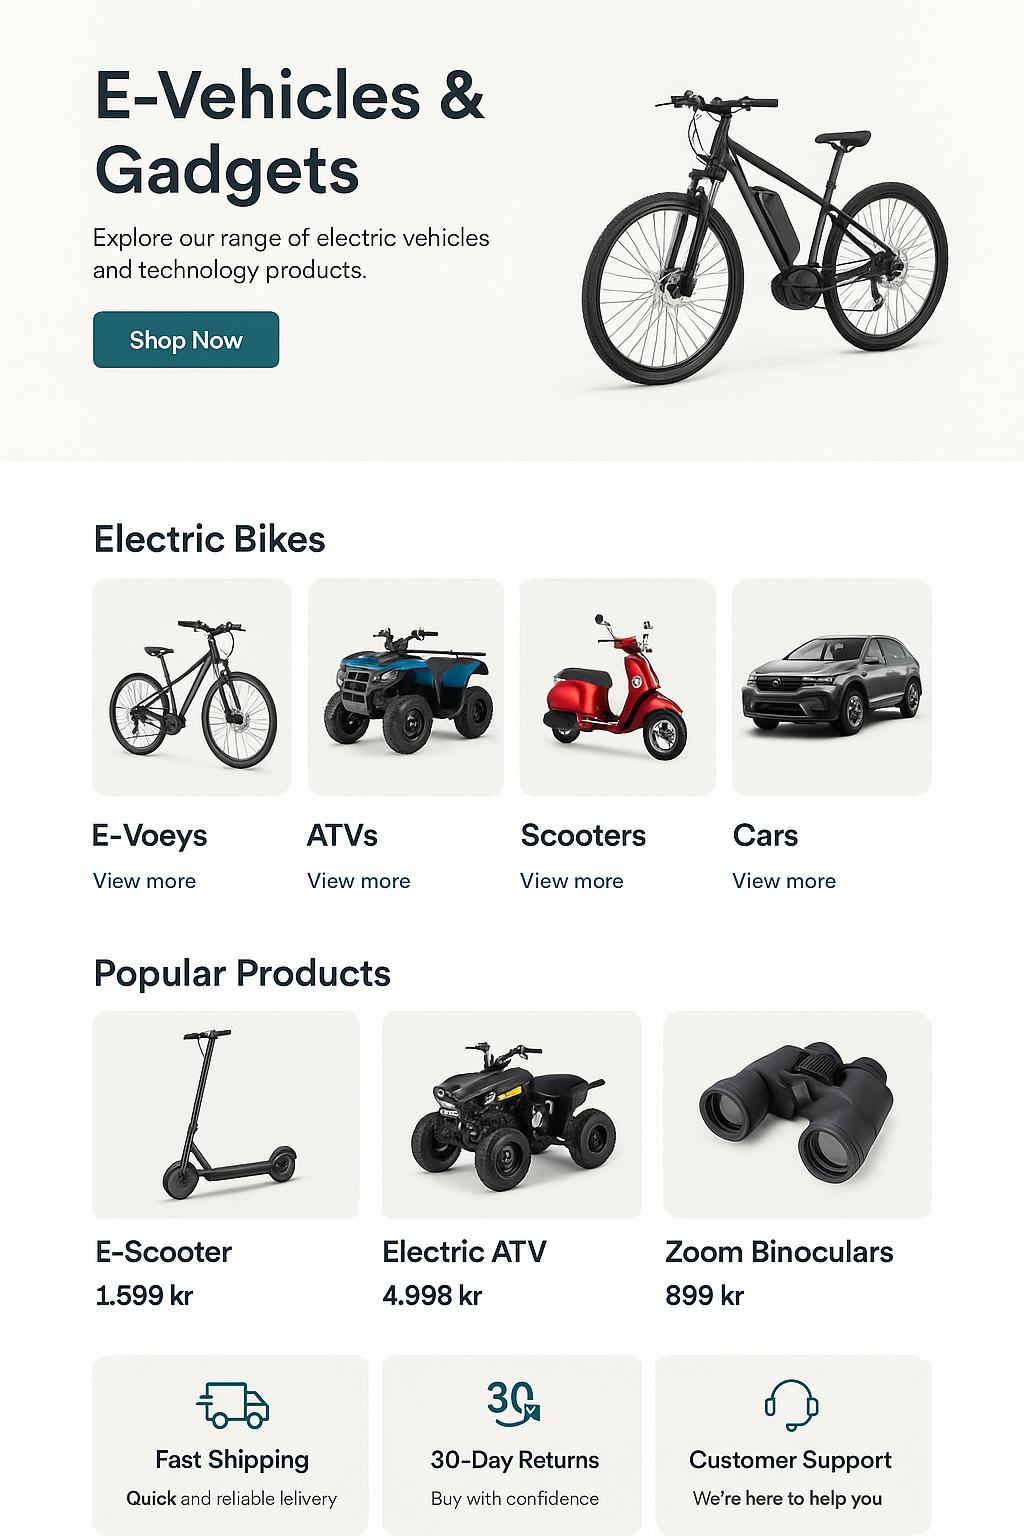 E-Vehicles &
Gadgets
Explore our range of electric vehicles
and technology products.
Shop Now
Electric Bikes
E-Voeys
ATVs
Scooters
Cars
View more
View more
View more
View more
Popular Products
E-Scooter
Electric ATV
Zoom Binoculars
1.599 kr
4.998 kr
899 kr
30
Fast Shipping
30-Day Returns
Customer Support
Quick and reliable lelivery
Buy with confidence
We're here to help you